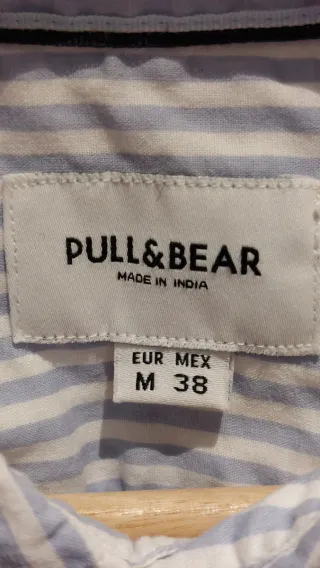 PULL&BEAR
MADE IN INDIA
EUR MEX
M 38